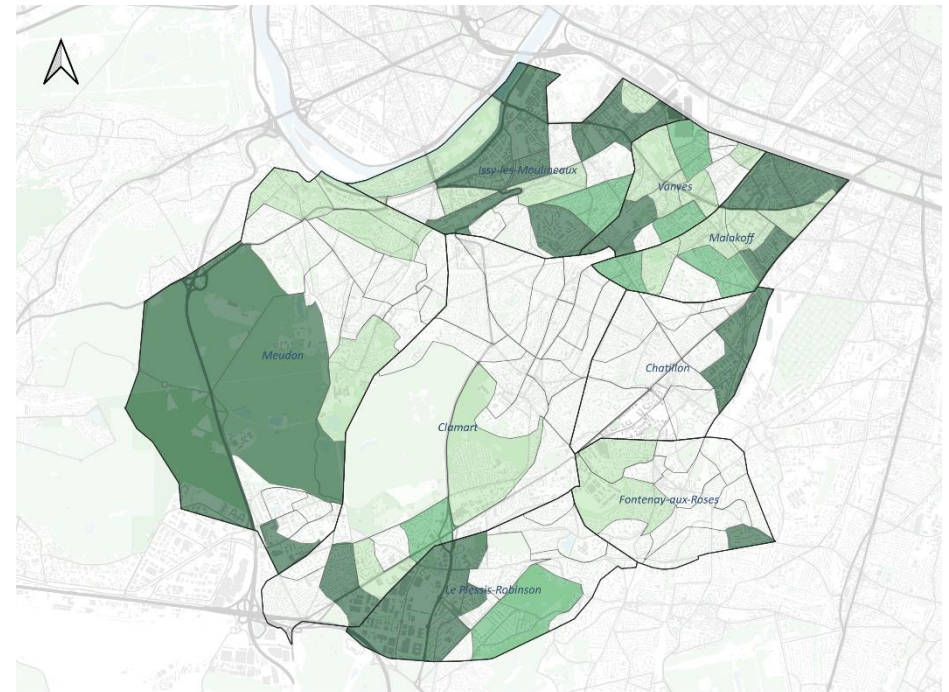 Issy-les-Moulineaux
Vanves
Malakoff
Meudon
Chatillon
Clamart
Fontenay-aux-Roses
Le Plessis-Robinson